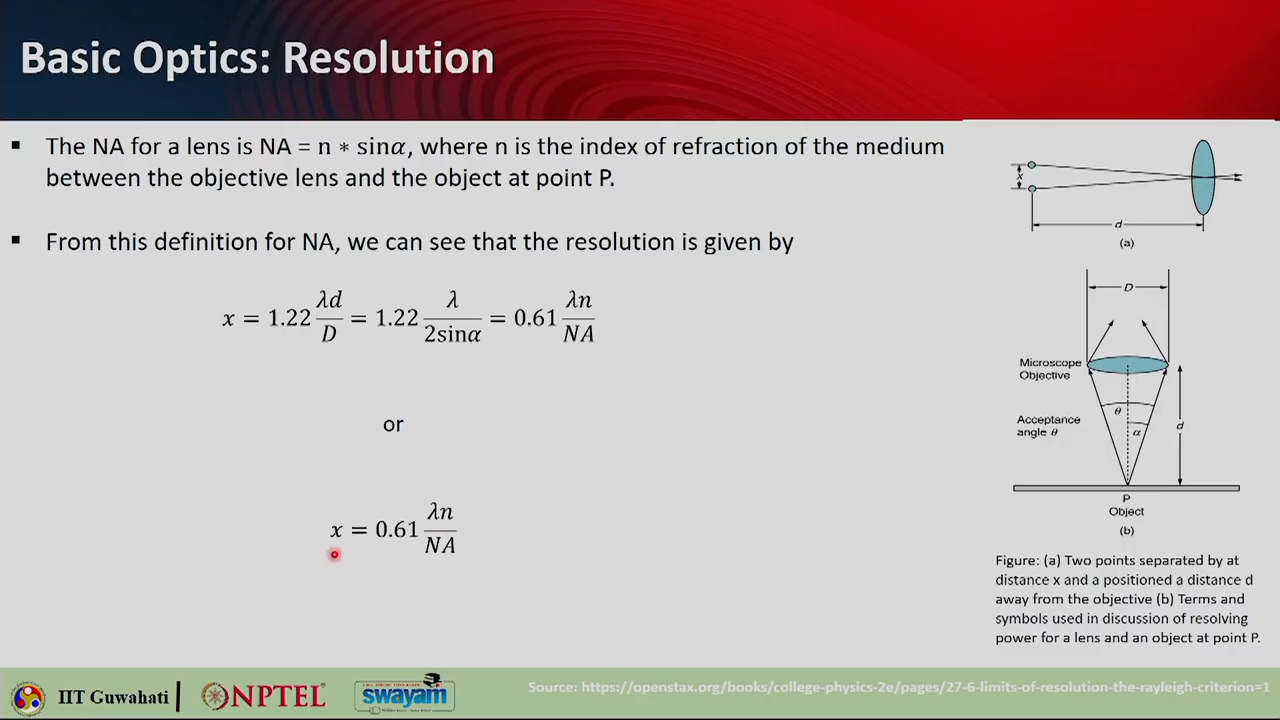 Basic Optics: Resolution
▪ The NA for a lens is NA = n ∗ sinα, where n is the index of refraction of the medium
between the objective lens and the object at point P.
▪ From this definition for NA, we can see that the resolution is given by
x = 1.22 λd/D = 1.22 λ/2sinα = 0.61 λn/NA
or
x = 0.61 λn/NA
x
d
(a)
D
Microscope
Objective
Acceptance
angle θ
θ
α
d
P
Object
(b)
Figure: (a) Two points separated by at
distance x and a positioned a distance d
away from the objective (b) Terms and
symbols used in discussion of resolving
power for a lens and an object at point P.
IIT Guwahati
NPTEL
swayam
Source: https://openstax.org/books/college-physics-2e/pages/27-6-limits-of-resolution-the-rayleigh-criterion=1